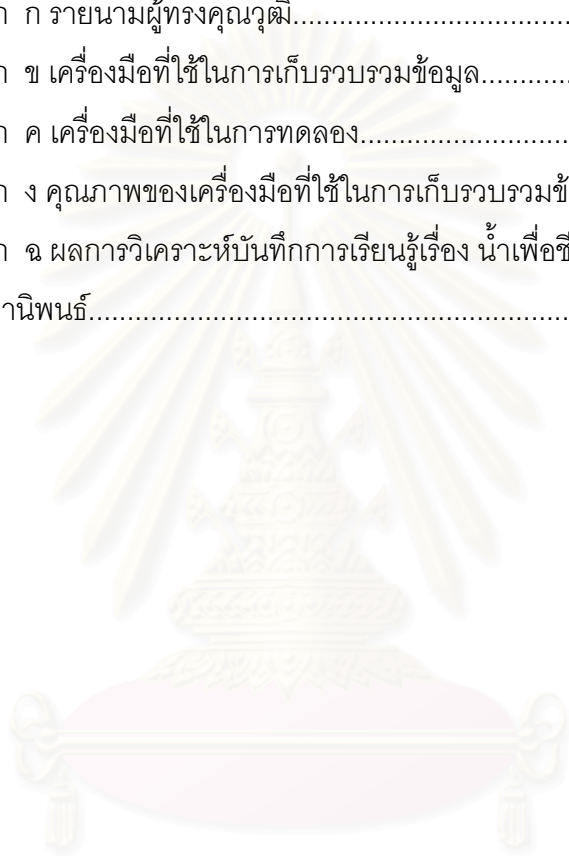 ก รายนามผู้ทรงคุณวุฒิ
ข เครื่องมือที่ใช้ในการเก็บรวบรวมข้อมูล
ค เครื่องมือที่ใช้ในการทดลอง
ง คุณภาพของเครื่องมือที่ใช้ในการเก็บรวบรวมข้
ฉ ผลการวิเคราะห์บันทึกการเรียนรู้เรื่อง น้ำเพื่อชี
านิพนธ์